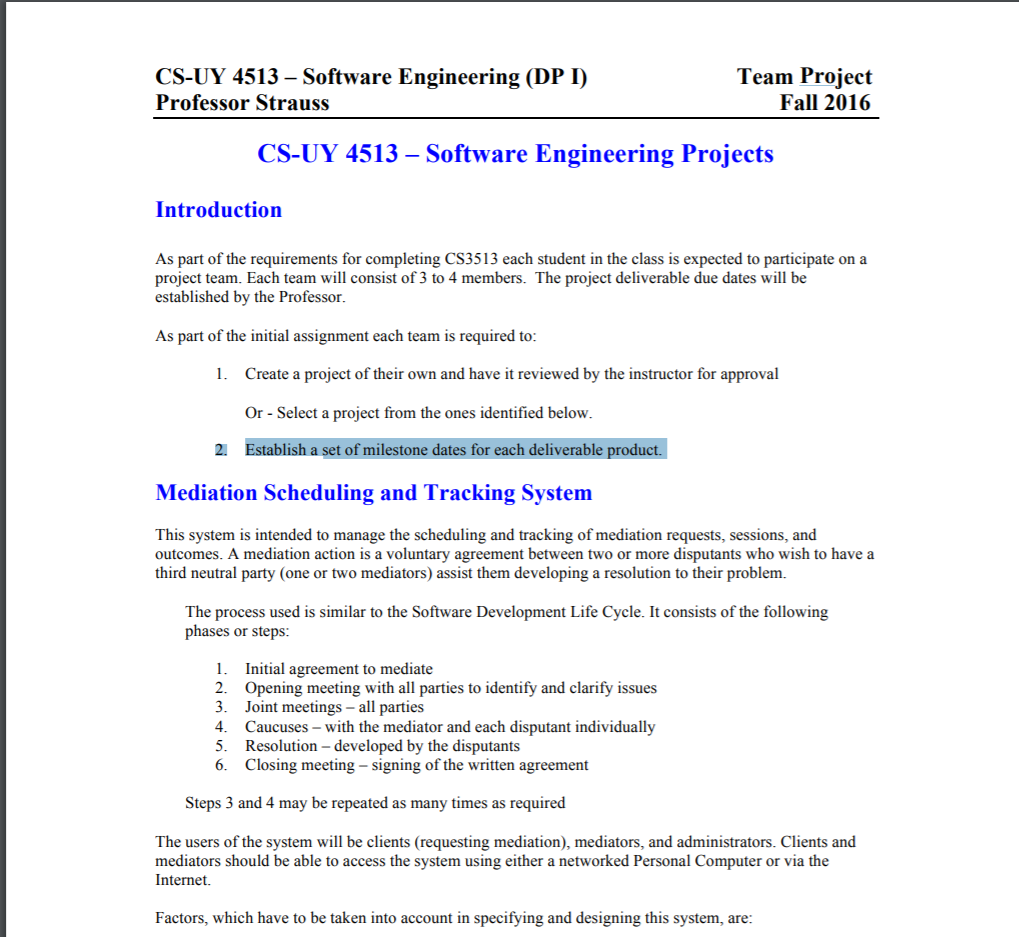 CS-UY 4513 – Software Engineering (DP I) Team Project
Professor Strauss Fall 2016
CS-UY 4513 – Software Engineering Projects
Introduction
As part of the requirements for completing CS3513 each student in the class is expected to participate on a
project team. Each team will consist of 3 to 4 members.  The project deliverable due dates will be
established by the Professor.
As part of the initial assignment each team is required to:
1. Create a project of their own and have it reviewed by the instructor for approval
Or - Select a project from the ones identified below.
2. Establish a set of milestone dates for each deliverable product.
Mediation Scheduling and Tracking System
This system is intended to manage the scheduling and tracking of mediation requests, sessions, and
outcomes. A mediation action is a voluntary agreement between two or more disputants who wish to have a
third neutral party (one or two mediators) assist them developing a resolution to their problem.
The process used is similar to the Software Development Life Cycle. It consists of the following
phases or steps:
1. Initial agreement to mediate
2. Opening meeting with all parties to identify and clarify issues
3. Joint meetings – all parties
4. Caucuses – with the mediator and each disputant individually
5. Resolution – developed by the disputants
6. Closing meeting – signing of the written agreement
Steps 3 and 4 may be repeated as many times as required
The users of the system will be clients (requesting mediation), mediators, and administrators. Clients and
mediators should be able to access the system using either a networked Personal Computer or via the
Internet.
Factors, which have to be taken into account in specifying and designing this system, are: